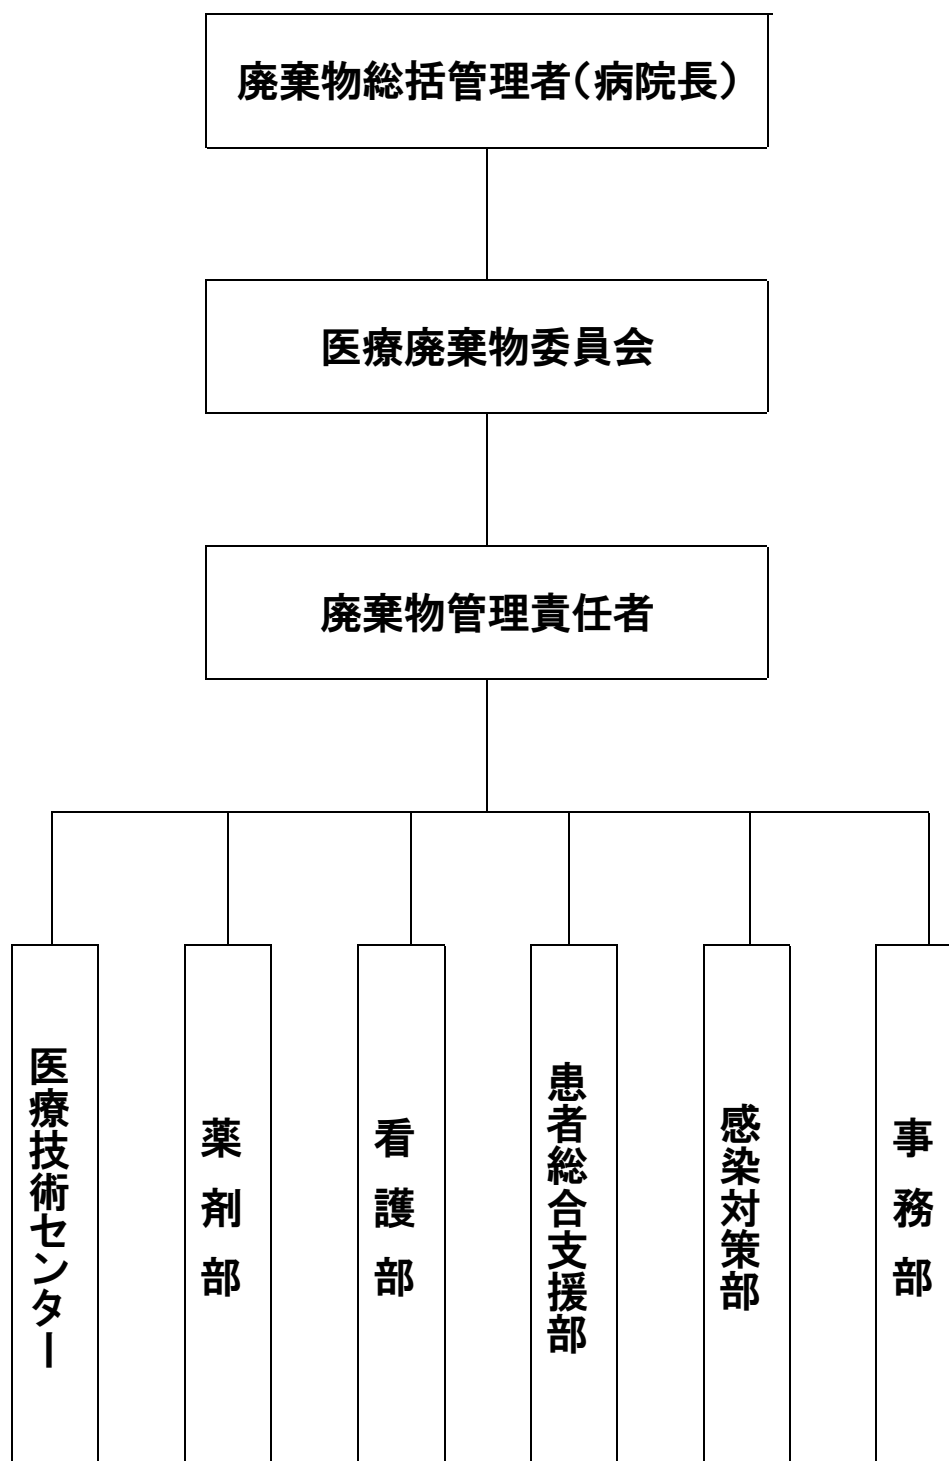 廃棄物総括管理者（病院長）
医療廃棄物委員会
廃棄物管理責任者
医療技術センター
薬剤部
看護部
患者総合支援部
感染対策部
事務部